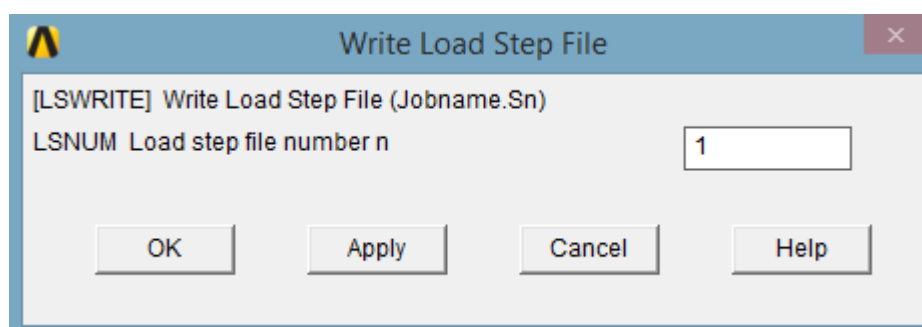 Write Load Step File
[LSWRITE] Write Load Step File (Jobname.Sn)
LSNUM Load step file number n 1
OK Apply Cancel Help